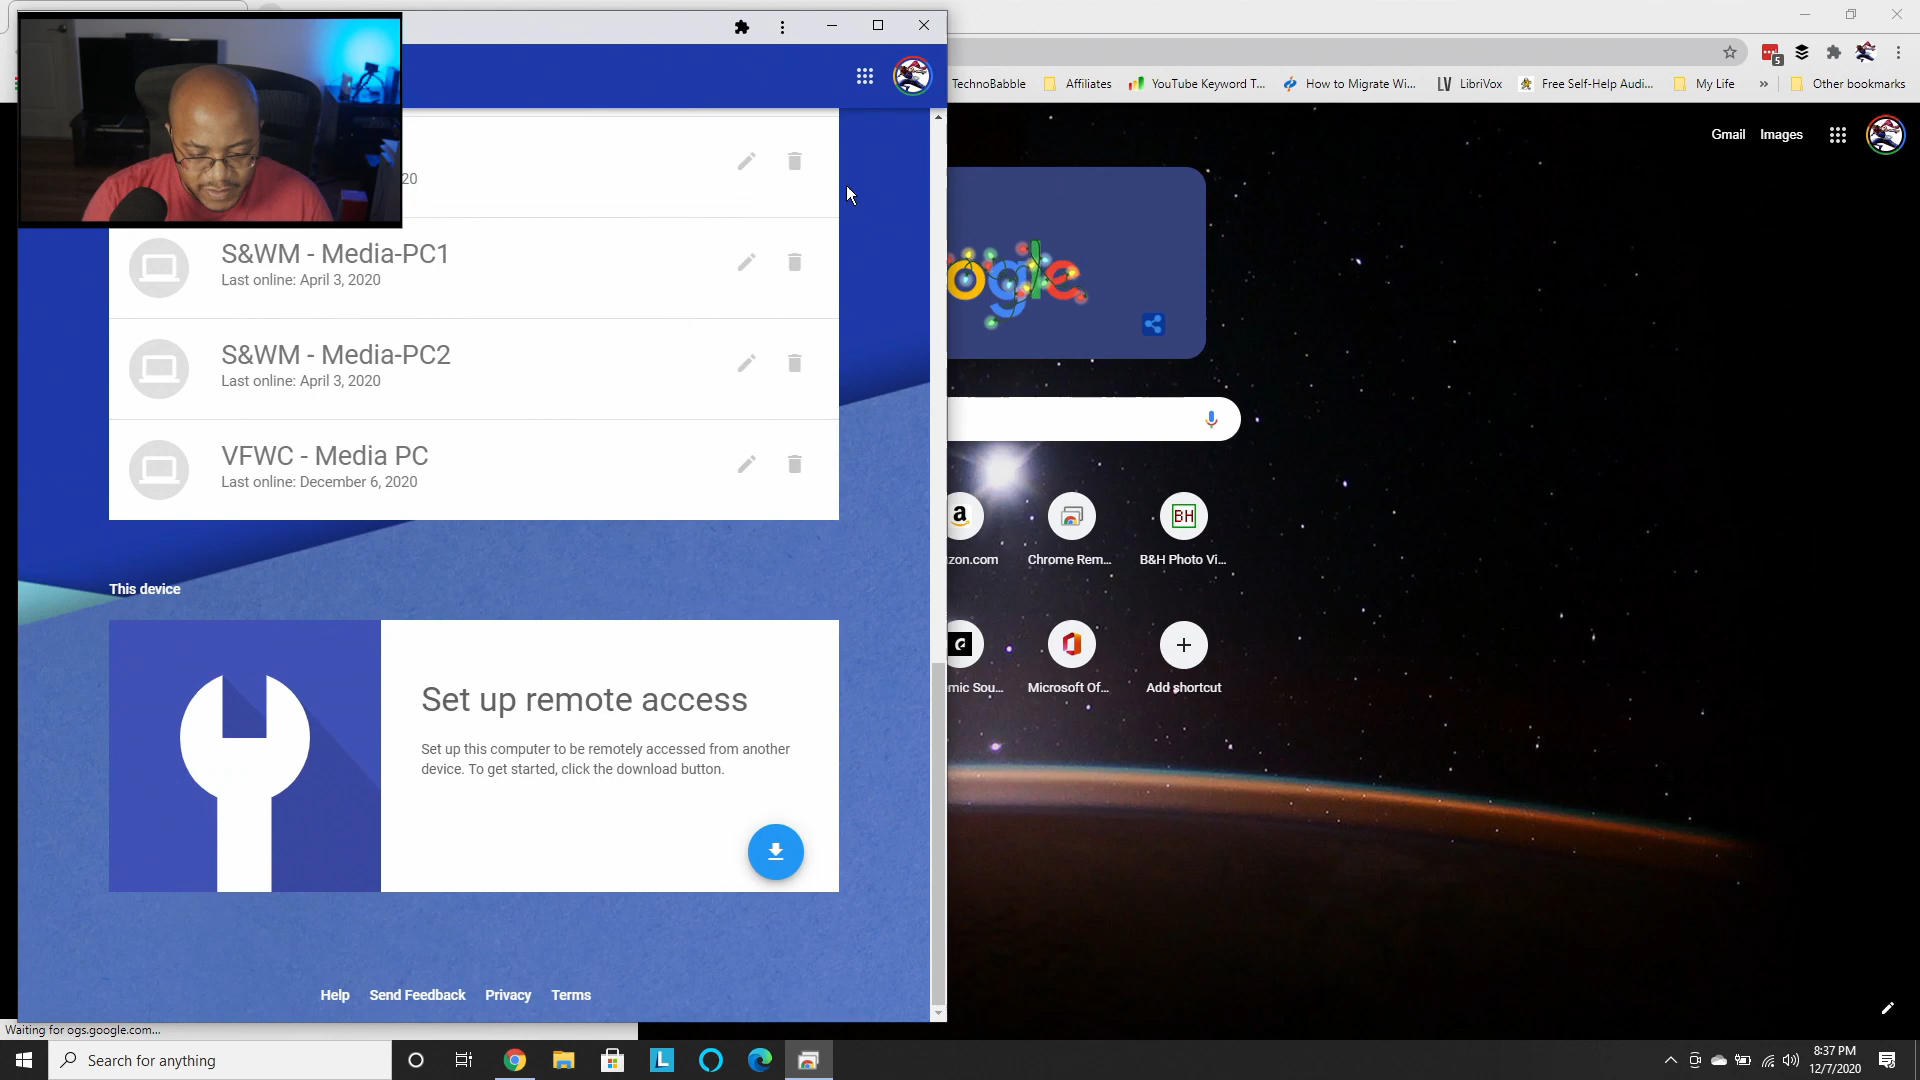 5
TechnoBabble
Affiliates
YouTube Keyword T...
How to Migrate Wi...
LibriVox
Free Self-Help Audi...
My Life
»
Other bookmarks
Gmail
Images
20
S&WM - Media-PC1
Last online: April 3, 2020
S&WM - Media-PC2
Last online: April 3, 2020
VFWC - Media PC
Last online: December 6, 2020
ogle
a
BH
zon.com
Chrome Rem...
B&H Photo Vi...
mic Sou...
Microsoft Of...
Add shortcut
This device
Set up remote access
Set up this computer to be remotely accessed from another
device. To get started, click the download button.
Help
Send Feedback
Privacy
Terms
Waiting for ogs.google.com...
Search for anything
L
8:37 PM
12/7/2020